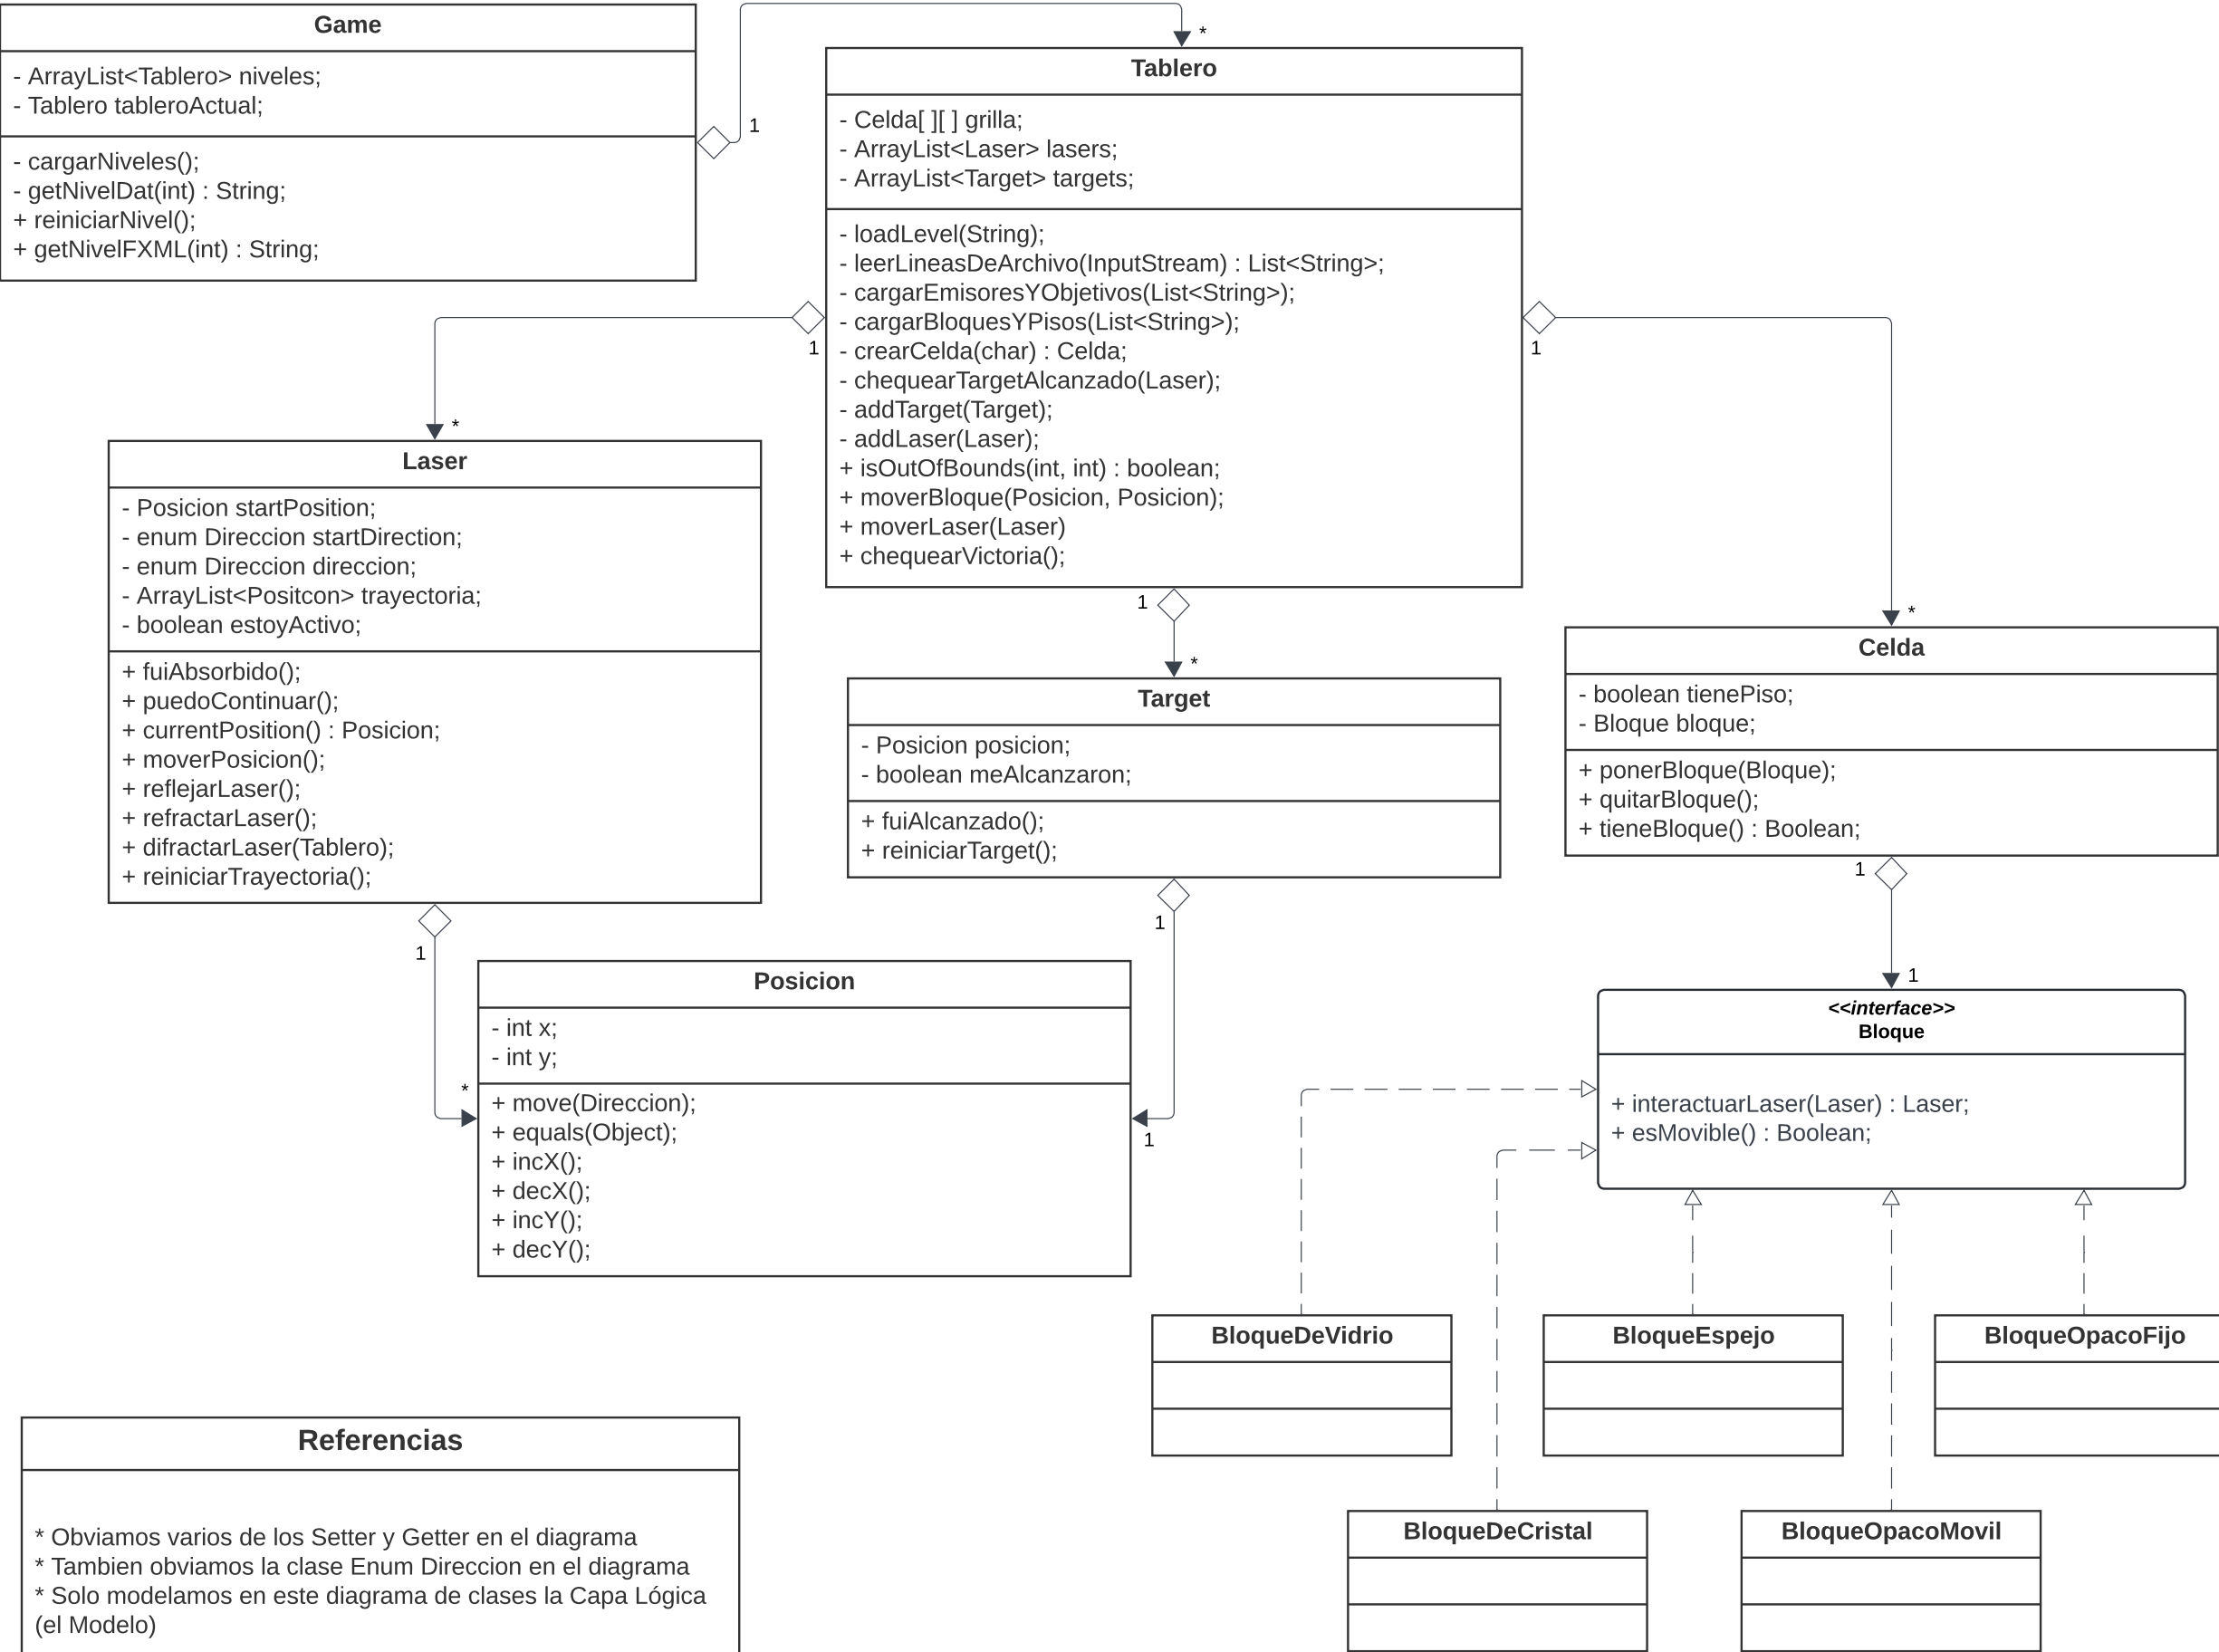 Game
- ArrayList<Tablero> niveles;
- Tablero tableroActual;
- cargarNiveles();
- getNivelDat(int) : String;
+ reiniciarNivel();
+ getNivelFXML(int) : String;
1
*
Tablero
- Celda[ ][ ] grilla;
- ArrayList<Laser> lasers;
- ArrayList<Target> targets;
- loadLevel(String);
- leerLineasDeArchivo(InputStream) : List<String>;
- cargarEmisoresYObjetivos(List<String>);
- cargarBloquesYPisos(List<String>);
- crearCelda(char) : Celda;
- chequearTargetAlcanzado(Laser);
- addTarget(Target);
- addLaser(Laser);
+ isOutOfBounds(int, int) : boolean;
+ moverBloque(Posicion, Posicion);
+ moverLaser(Laser)
+ chequearVictoria();
1
*
1
*
1
*
Laser
- Posicion startPosition;
- enum Direccion startDirection;
- enum Direccion direccion;
- ArrayList<Positcon> trayectoria;
- boolean estoyActivo;
+ fuiAbsorbido();
+ puedoContinuar();
+ currentPosition() : Posicion;
+ moverPosicion();
+ reflejarLaser();
+ refractarLaser();
+ difractarLaser(Tablero);
+ reiniciarTrayectoria();
1
*
Target
- Posicion posicion;
- boolean meAlcanzaron;
+ fuiAlcanzado();
+ reiniciarTarget();
1
1
Celda
- boolean tienePiso;
- Bloque bloque;
+ ponerBloque(Bloque);
+ quitarBloque();
+ tieneBloque() : Boolean;
1
1
Posicion
- int x;
- int y;
+ move(Direccion);
+ equals(Object);
+ incX();
+ decX();
+ incY();
+ decY();
<<interface>>
Bloque
+ interactuarLaser(Laser) : Laser;
+ esMovible() : Boolean;
BloqueDeVidrio
BloqueEspejo
BloqueOpacoFijo
BloqueDeCristal
BloqueOpacoMovil
Referencias
* Obviamos varios de los Setter y Getter en el diagrama
* Tambien obviamos la clase Enum Direccion en el diagrama
* Solo modelamos en este diagrama de clases la Capa Lógica
(el Modelo)